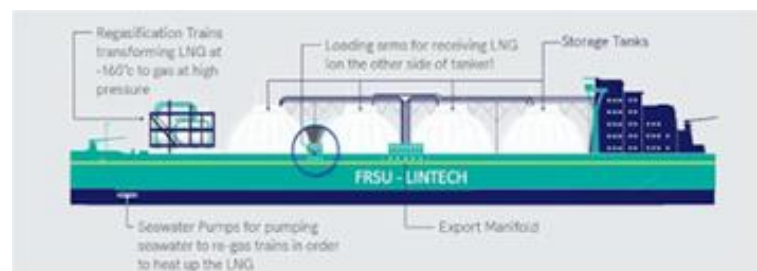 Regasification Trains
transforming LNG at
-160°c to gas at high
pressure
Loading arms for receiving LNG
(on the other side of tanker)
Storage Tanks
FRSU - LINTECH
Seawater Pumps for pumping
seawater to re-gas trains in order
to heat up the LNG
Export Manifold